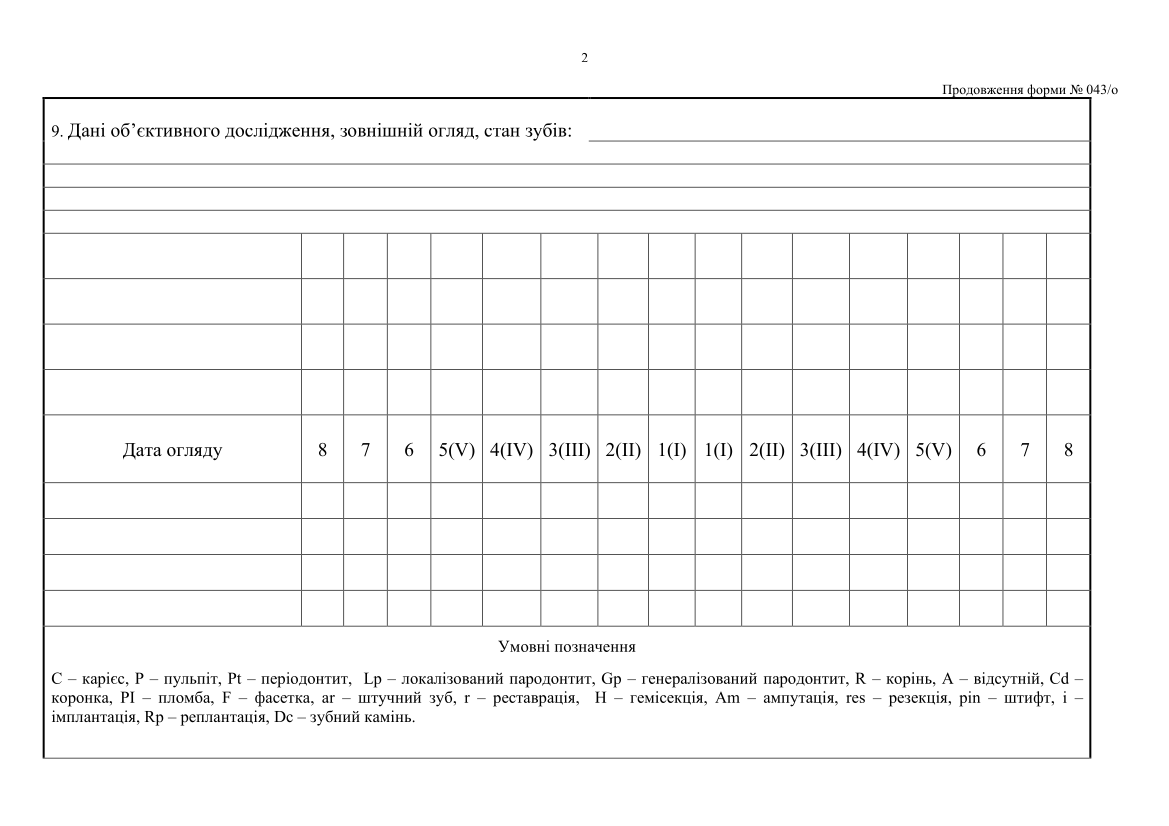 2
Продовження форми № 043/о
9. Дані об’єктивного дослідження, зовнішній огляд, стан зубів:
Дата огляду 8 7 6 5(V) 4(IV) 3(III) 2(II) 1(I) 1(I) 2(II) 3(III) 4(IV) 5(V) 6 7 8
Умовні позначення
C – карієс, P – пульпіт, Pt – періодонтит, Lp – локалізований пародонтит, Gp – генералізований пародонтит, R – корінь, A – відсутній, Cd –
коронка, PI – пломба, F – фасетка, ar – штучний зуб, r – реставрація, H – гемісекція, Am – ампутація, res – резекція, pin – штифт, i –
імплантація, Rp – реплантація, Dc – зубний камінь.